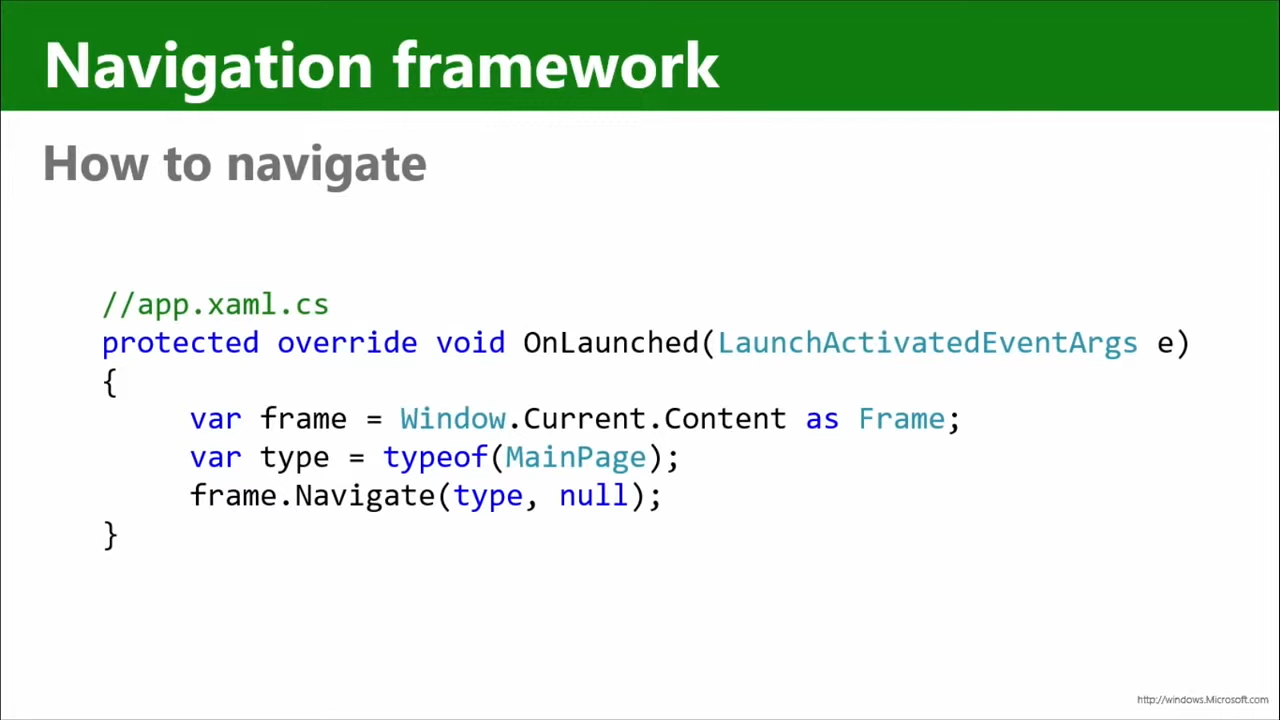 Navigation framework
How to navigate
//app.xaml.cs
protected override void OnLaunched(LaunchActivatedEventArgs e)
{
var frame = Window.Current.Content as Frame;
var type = typeof(MainPage);
frame.Navigate(type, null);
}
http://windows.Microsoft.com